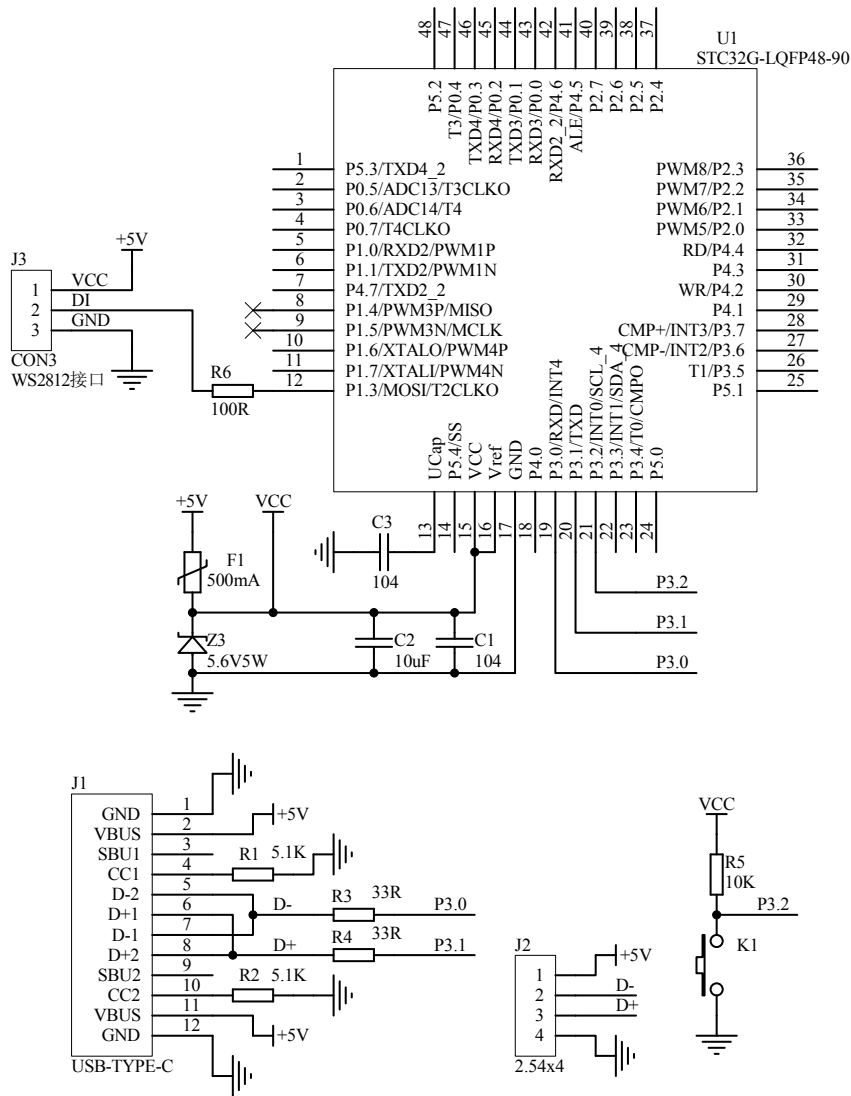 48
47
46
45
44
43
42
41
40
39
38
37
U1
STC32G-LQFP48-90
P5.2
T3/P0.4
TXD4/P0.3
RXD4/P0.2
TXD3/P0.1
RXD3/P0.0
RXD2_2/P4.6
ALE/P4.5
P2.7
P2.6
P2.5
P2.4
1 P5.3/TXD4_2
2 P0.5/ADC13/T3CLKO
3 P0.6/ADC14/T4
4 P0.7/T4CLKO
5 P1.0/RXD2/PWM1P
6 P1.1/TXD2/PWM1N
7 P4.7/TXD2_2
8 P1.4/PWM3P/MISO
9 P1.5/PWM3N/MCLK
10 P1.6/XTALO/PWM4P
11 P1.7/XTALI/PWM4N
12 P1.3/MOSI/T2CLKO
PWM8/P2.3 36
PWM7/P2.2 35
PWM6/P2.1 34
PWM5/P2.0 33
RD/P4.4 32
P4.3 31
WR/P4.2 30
P4.1 29
CMP+/INT3/P3.7 28
CMP-/INT2/P3.6 27
T1/P3.5 26
P5.1 25
UCap
P5.4/SS
VCC
Vref
GND
P4.0
P3.0/RXD/INT4
P3.1/TXD
P3.2/INT0/SCL_4
P3.3/INT1/SDA_4
P3.4/T0/CMPO
P5.0
13
14
15
16
17
18
19
20
21
22
23
24
+5V
J3
1 VCC
2 DI
3 GND
CON3
WS2812接口
R6
100R
+5V
VCC
F1
500mA
Z3
5.6V5W
C3
104
C2
10uF
C1
104
P3.2
P3.1
P3.0
J1
GND 1
VBUS 2
SBU1 3
CC1 4
D-2 5
D+1 6
D-1 7
D+2 8
SBU2 9
CC2 10
VBUS 11
GND 12
USB-TYPE-C
+5V
R1 5.1K
D- R3 33R P3.0
D+ R4 33R P3.1
R2 5.1K
+5V
J2
1
2
3
4
2.54x4
+5V
D-
D+
VCC
R5
10K
P3.2
K1